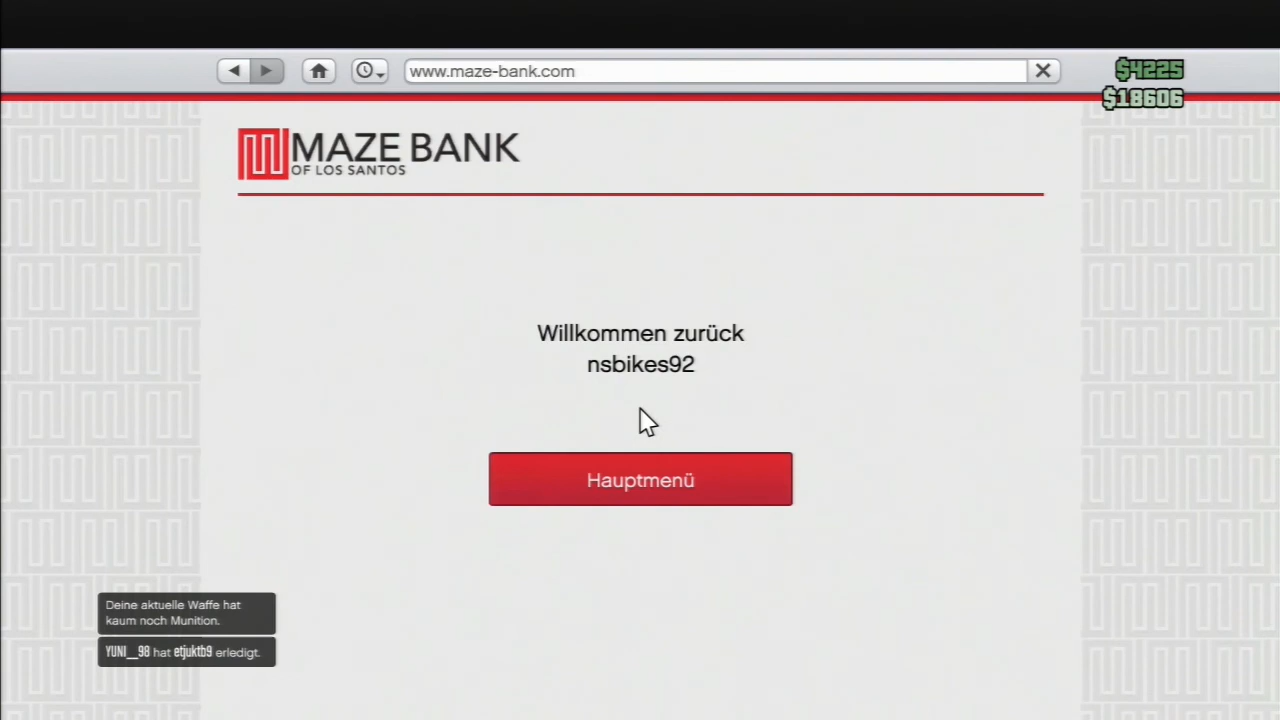 www.maze-bank.com
$4225
$18606
MAZE BANK
OF LOS SANTOS
Willkommen zurück
nsbikes92
Hauptmenü
Deine aktuelle Waffe hat
kaum noch Munition.
YUNI__98 hat etjuktb9 erledigt.